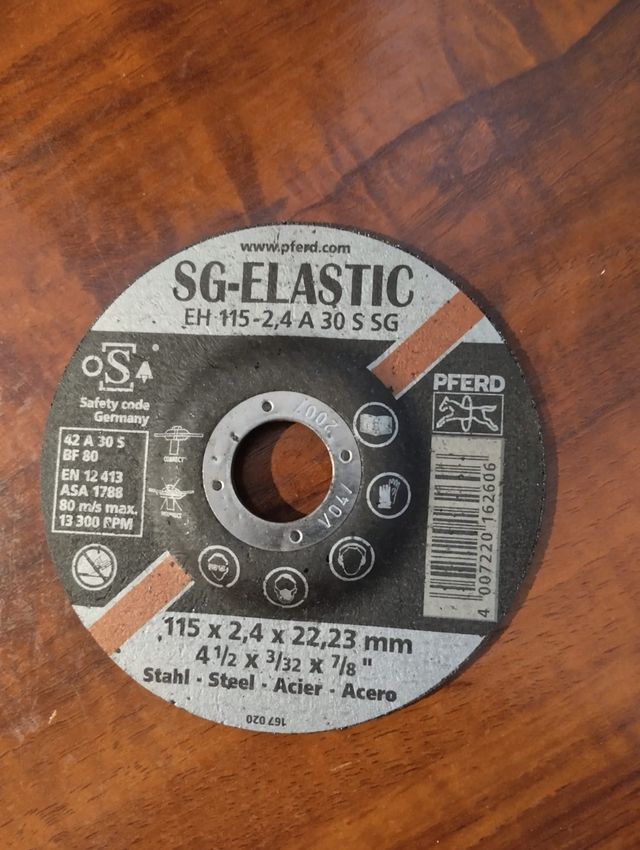 www.pferd.com
SG-ELASTIC
EH 115-2,4 A 30 S SG
PFERD
OSA
Safety code
Germany
42 A 30 S
BF 80
EN 12 413
ASA 1788
80 m/s max.
13 300 RPM
CORRECT
V04/2007
4 007220 162606
115 x 2,4 x 22,23 mm
4 1/2 x 3/32 x 7/8 "
Stahl - Steel - Acier - Acero
167 020